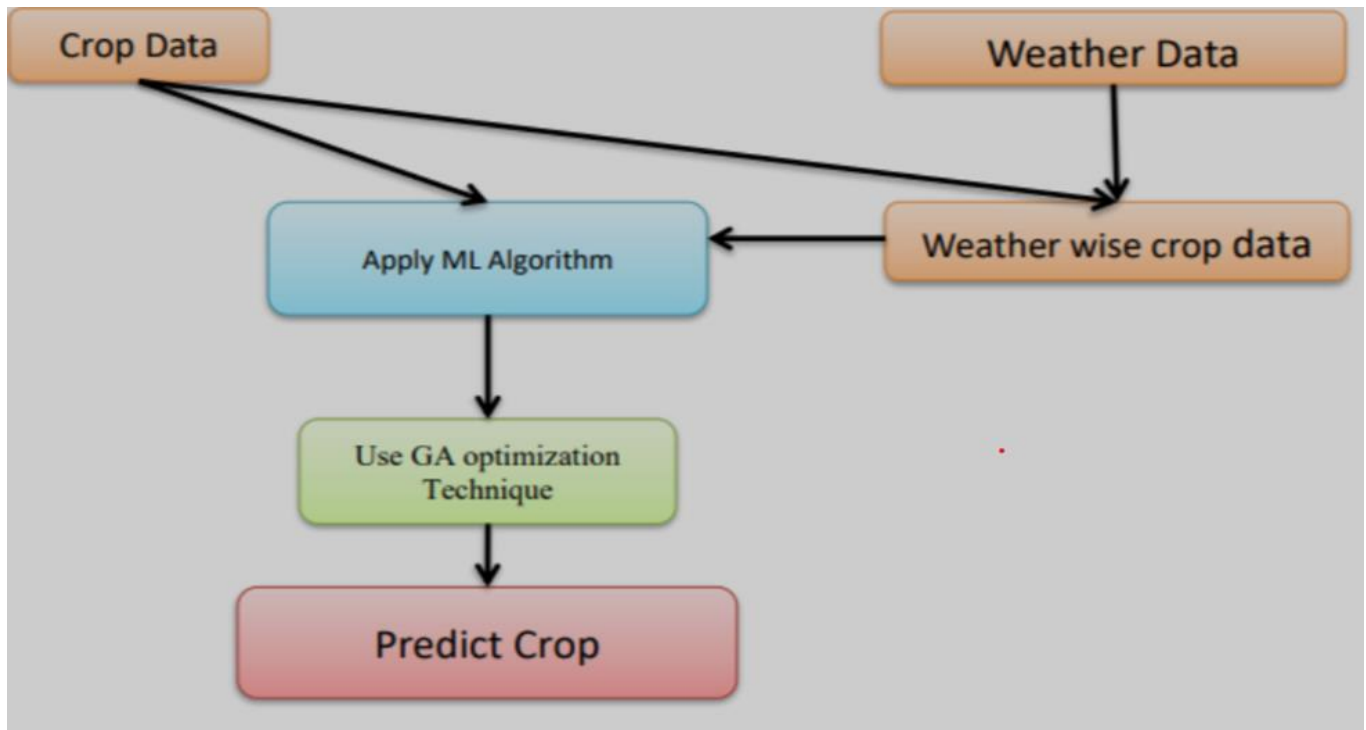 Crop Data
Weather Data
Apply ML Algorithm
Weather wise crop data
Use GA optimization
Technique
Predict Crop